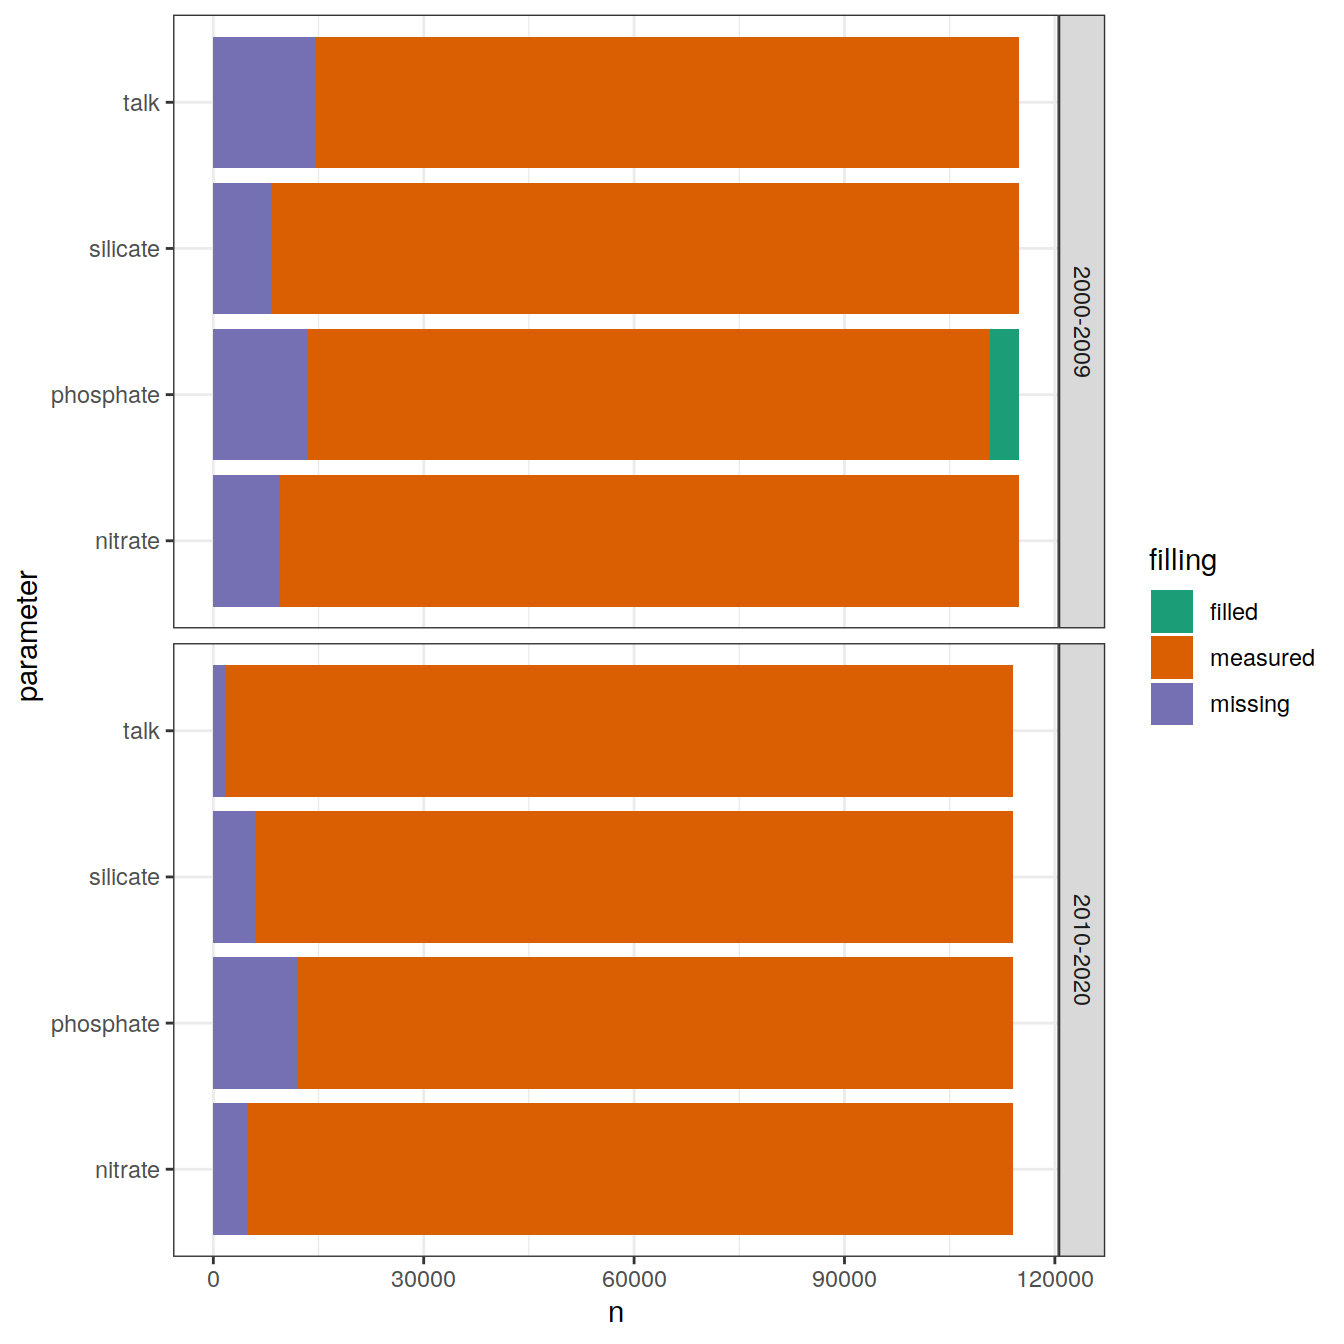 parameter
talk
silicate
phosphate
nitrate
2000-2009
talk
silicate
phosphate
nitrate
2010-2020
0 30000 60000 90000 120000
n
filling
filled
measured
missing